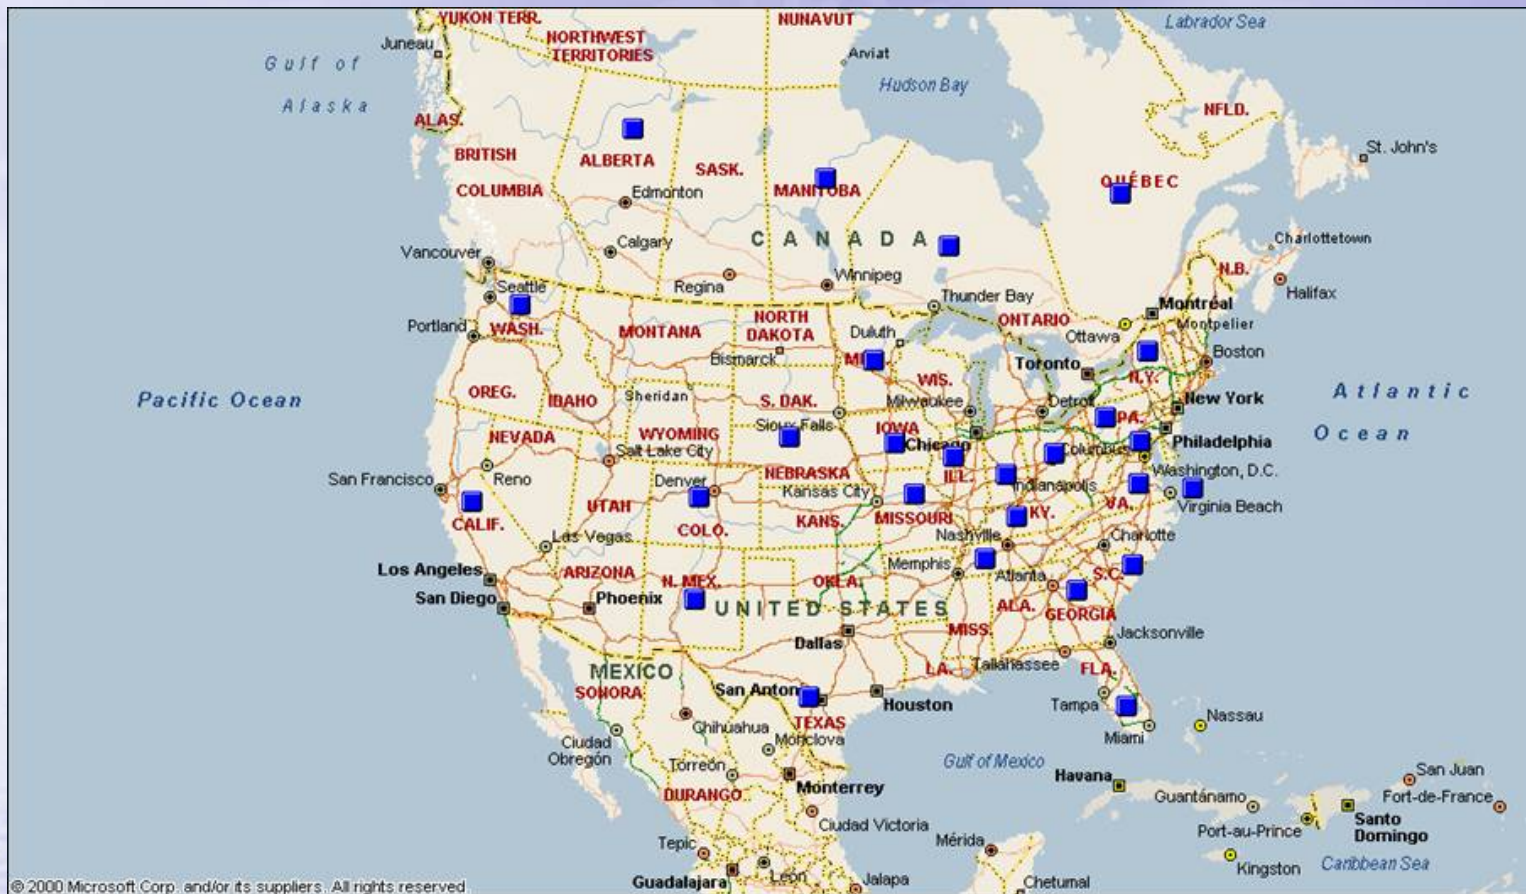 YUKON TERR.
NUNAVUT
Labrador Sea
NORTHWEST
TERRITORIES
Juneau
Arviat
Gulf of
Alaska
Hudson Bay
NFLD.
ALAS.
St. John's
BRITISH
COLUMBIA
ALBERTA
SASK.
MANITOBA
QUÉBEC
Edmonton
Calgary
CANADA
Charlottetown
Vancouver
Regina
Winnipeg
N.B.
Halifax
Seattle
Thunder Bay
Montréal
Portland
WASH.
MONTANA
NORTH
DAKOTA
Duluth
ONTARIO
Ottawa
Montpelier
Bismarck
Toronto
Boston
N.Y.
WIS.
Pacific Ocean
OREG.
IDAHO
Sheridan
S. DAK.
Milwaukee
Detroit
New York
Atlantic
Ocean
Sioux Falls
IOWA
PA.
NEVADA
WYOMING
Chicago
Columbus
Philadelphia
Salt Lake City
San Francisco
Reno
Denver
NEBRASKA
ILL.
Indianapolis
Washington, D.C.
Kansas City
UTAH
CALIF.
COLO.
KANS.
MISSOURI
KY.
VA.
Virginia Beach
Las Vegas
Nashville
Charlotte
Los Angeles
ARIZONA
N. MEX.
OKLA.
Memphis
Atlanta
S.C.
San Diego
Phoenix
UNITED STATES
ALA.
GEORGIA
Dallas
MISS.
Jacksonville
MEXICO
SONORA
LA.
Tallahassee
FLA.
San Anton
Houston
TEXAS
Tampa
Miami
Nassau
Chihuahua
Monclova
Ciudad
Obregón
Torreón
Gulf of Mexico
Havana
San Juan
DURANGO
Monterrey
Guantánamo
Fort-de-France
Ciudad Victoria
Port-au-Prince
Santo
Domingo
Tepic
Mérida
Kingston
Caribbean Sea
Guadalajara
León
Jalapa
Chetumal
© 2000 Microsoft Corp. and/or its suppliers. All rights reserved.